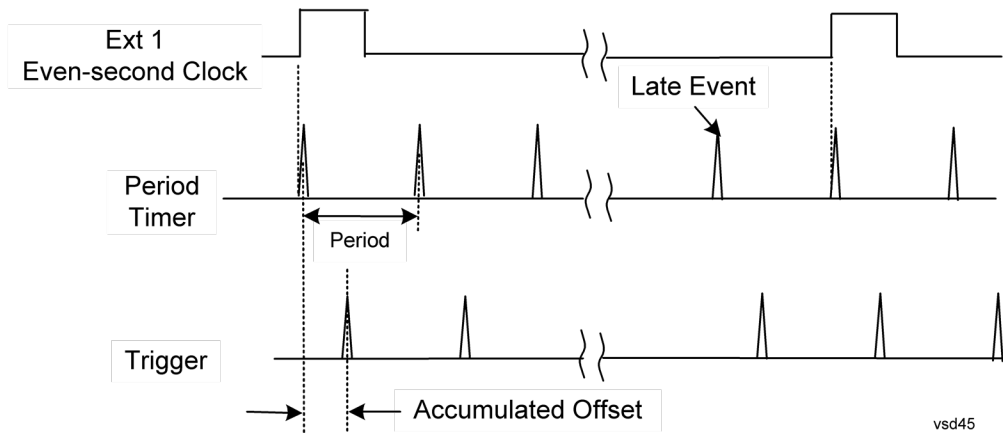 Ext 1
Even-second Clock
Late Event
Period
Timer
Period
Trigger
Accumulated Offset
vsd45